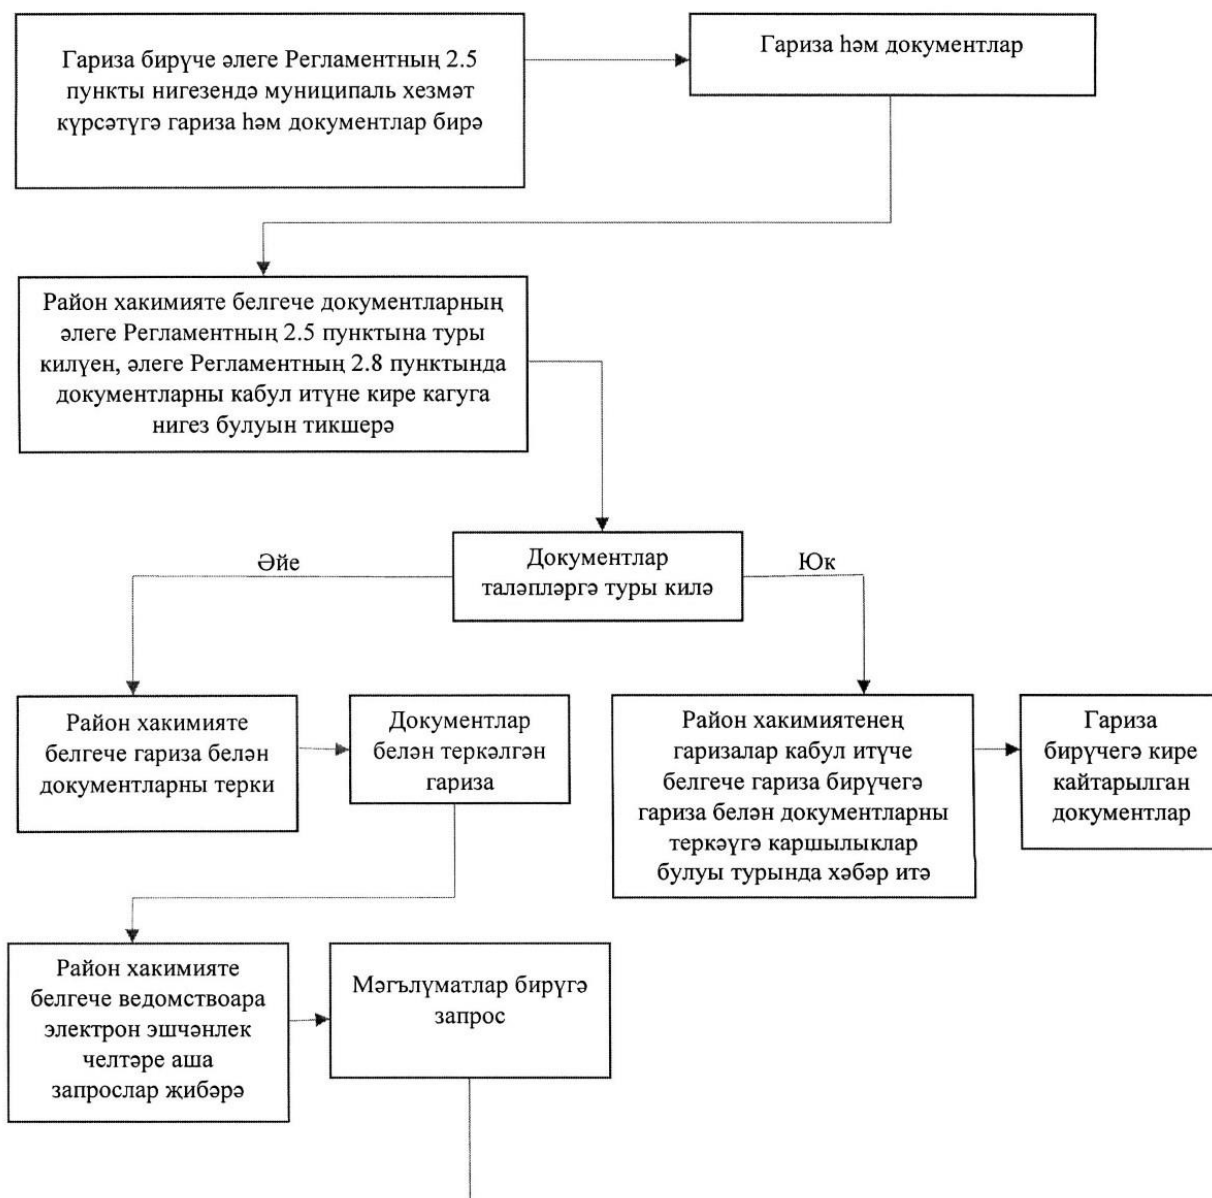 Гариза бирүче әлеге Регламентның 2.5
пункты нигезендә муниципаль хезмәт
күрсәтүгә гариза һәм документлар бирә
Гариза һәм документлар
Район хакимияте белгече документларның
әлеге Регламентның 2.5 пунктына туры
килүен, әлеге Регламентның 2.8 пунктында
документларны кабул итүне кире кагуга
нигез булуын тикшерә
Документлар
таләпләргә туры килә
Әйе
Юк
Район хакимияте
белгече гариза белән
документларны терки
Документлар
белән теркәлгән
гариза
Район хакимиятенең
гаризалар кабул итүче
белгече гариза бирүчегә
гариза белән документларны
теркәүгә каршылыклар
булуы турында хәбәр итә
Гариза
бирүчегә кире
кайтарылган
документлар
Район хакимияте
белгече ведомствоара
электрон эшчәнлек
челтәре аша
запрослар җибәрә
Мәгълүматлар бирүгә
запрос